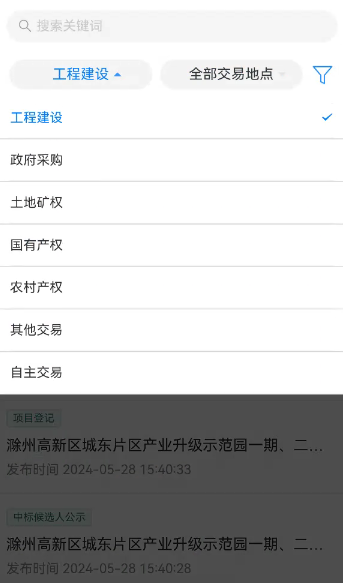 搜索关键词
工程建设
全部交易地点
工程建设
政府采购
土地矿权
国有产权
农村产权
其他交易
自主交易
项目登记
滁州高新区城东片区产业升级示范园一期、二...
发布时间 2024-05-28 15:40:33
中标候选人公示
滁州高新区城东片区产业升级示范园一期、二...
发布时间 2024-05-28 15:40:28